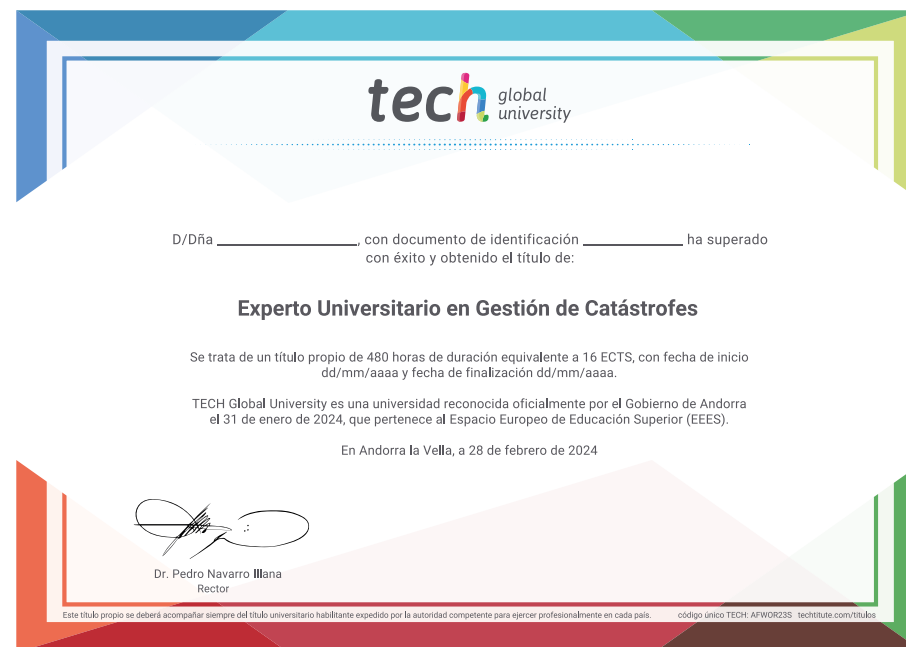 tech global university
D/Dña ____________________, con documento de identificación ______________ ha superado
con éxito y obtenido el título de:
Experto Universitario en Gestión de Catástrofes
Se trata de un título propio de 480 horas de duración equivalente a 16 ECTS, con fecha de inicio
dd/mm/aaaa y fecha de finalización dd/mm/aaaa.
TECH Global University es una universidad reconocida oficialmente por el Gobierno de Andorra
el 31 de enero de 2024, que pertenece al Espacio Europeo de Educación Superior (EEES).
En Andorra la Vella, a 28 de febrero de 2024
Dr. Pedro Navarro Illana
Rector
Este título propio se deberá acompañar siempre del título universitario habilitante expedido por la autoridad competente para ejercer profesionalmente en cada país. código único TECH: AFWOR23S techtitute.com/titulos